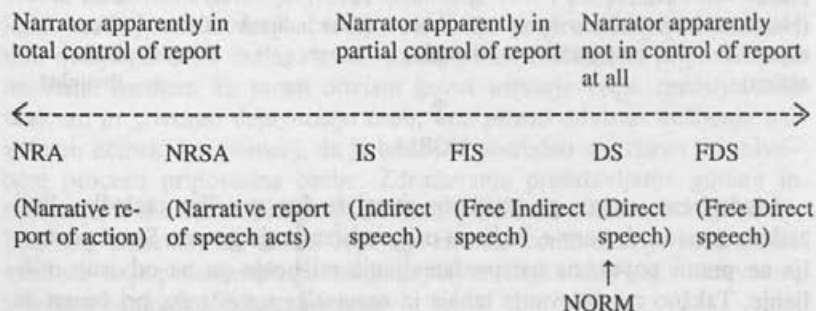 Narrator apparently in Narrator apparently in Narrator apparently
total control of report partial control of report not in control of report
at all
NRA NRSA IS FIS DS FDS
(Narrative re- (Narrative report (Indirect (Free Indirect (Direct (Free Direct
port of action) of speech acts) speech) speech) speech) speech)
NORM